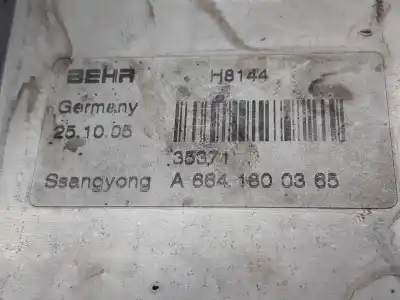 BEHR H8144
Germany
25.10.05
35371
Ssangyong A 664 180 03 65